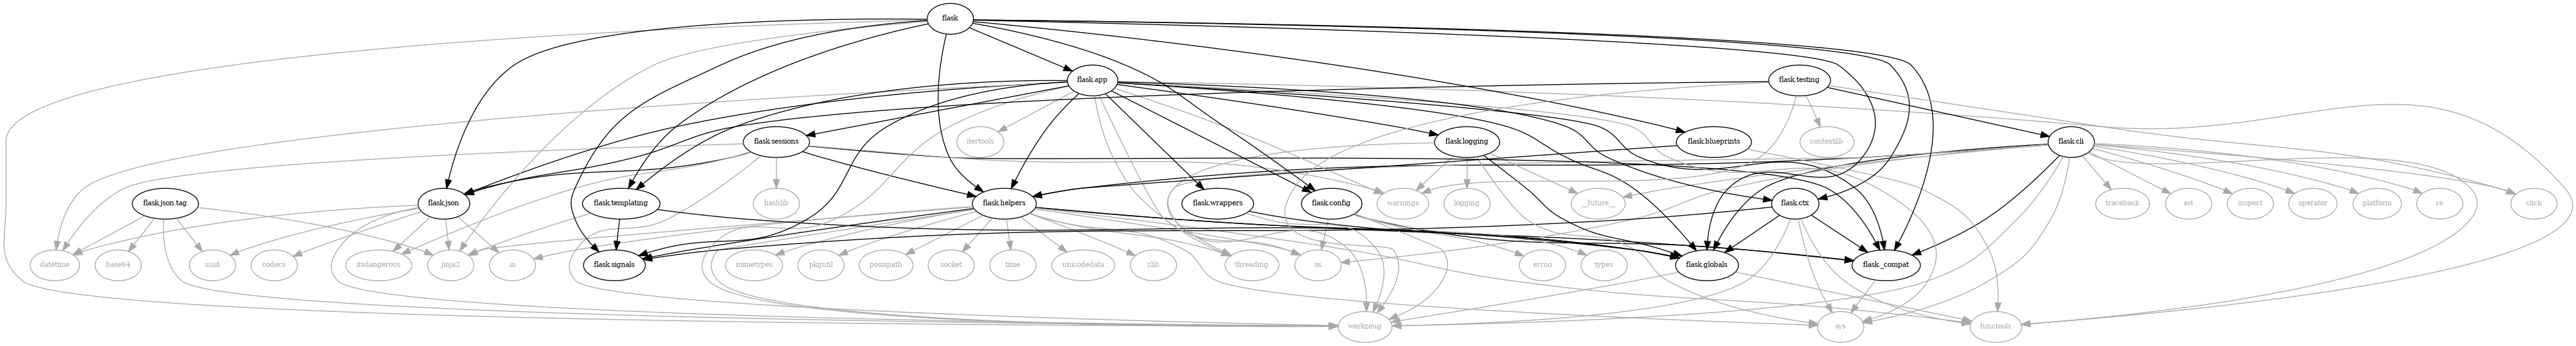 flask
flask.app
flask.testing
itertools
contextlib
flask.sessions
flask.logging
flask.blueprints
flask.cli
flask.json.tag
flask.json
flask.templating
hashlib
flask.helpers
flask.wrappers
flask.config
warnings
logging
__future__
flask.ctx
traceback
ast
inspect
operator
platform
re
click
datetime
base64
uuid
codecs
itsdangerous
jinja2
io
flask.signals
mimetypes
pkgutil
posixpath
socket
time
unicodedata
zlib
threading
os
errno
types
flask.globals
flask._compat
werkzeug
sys
functools